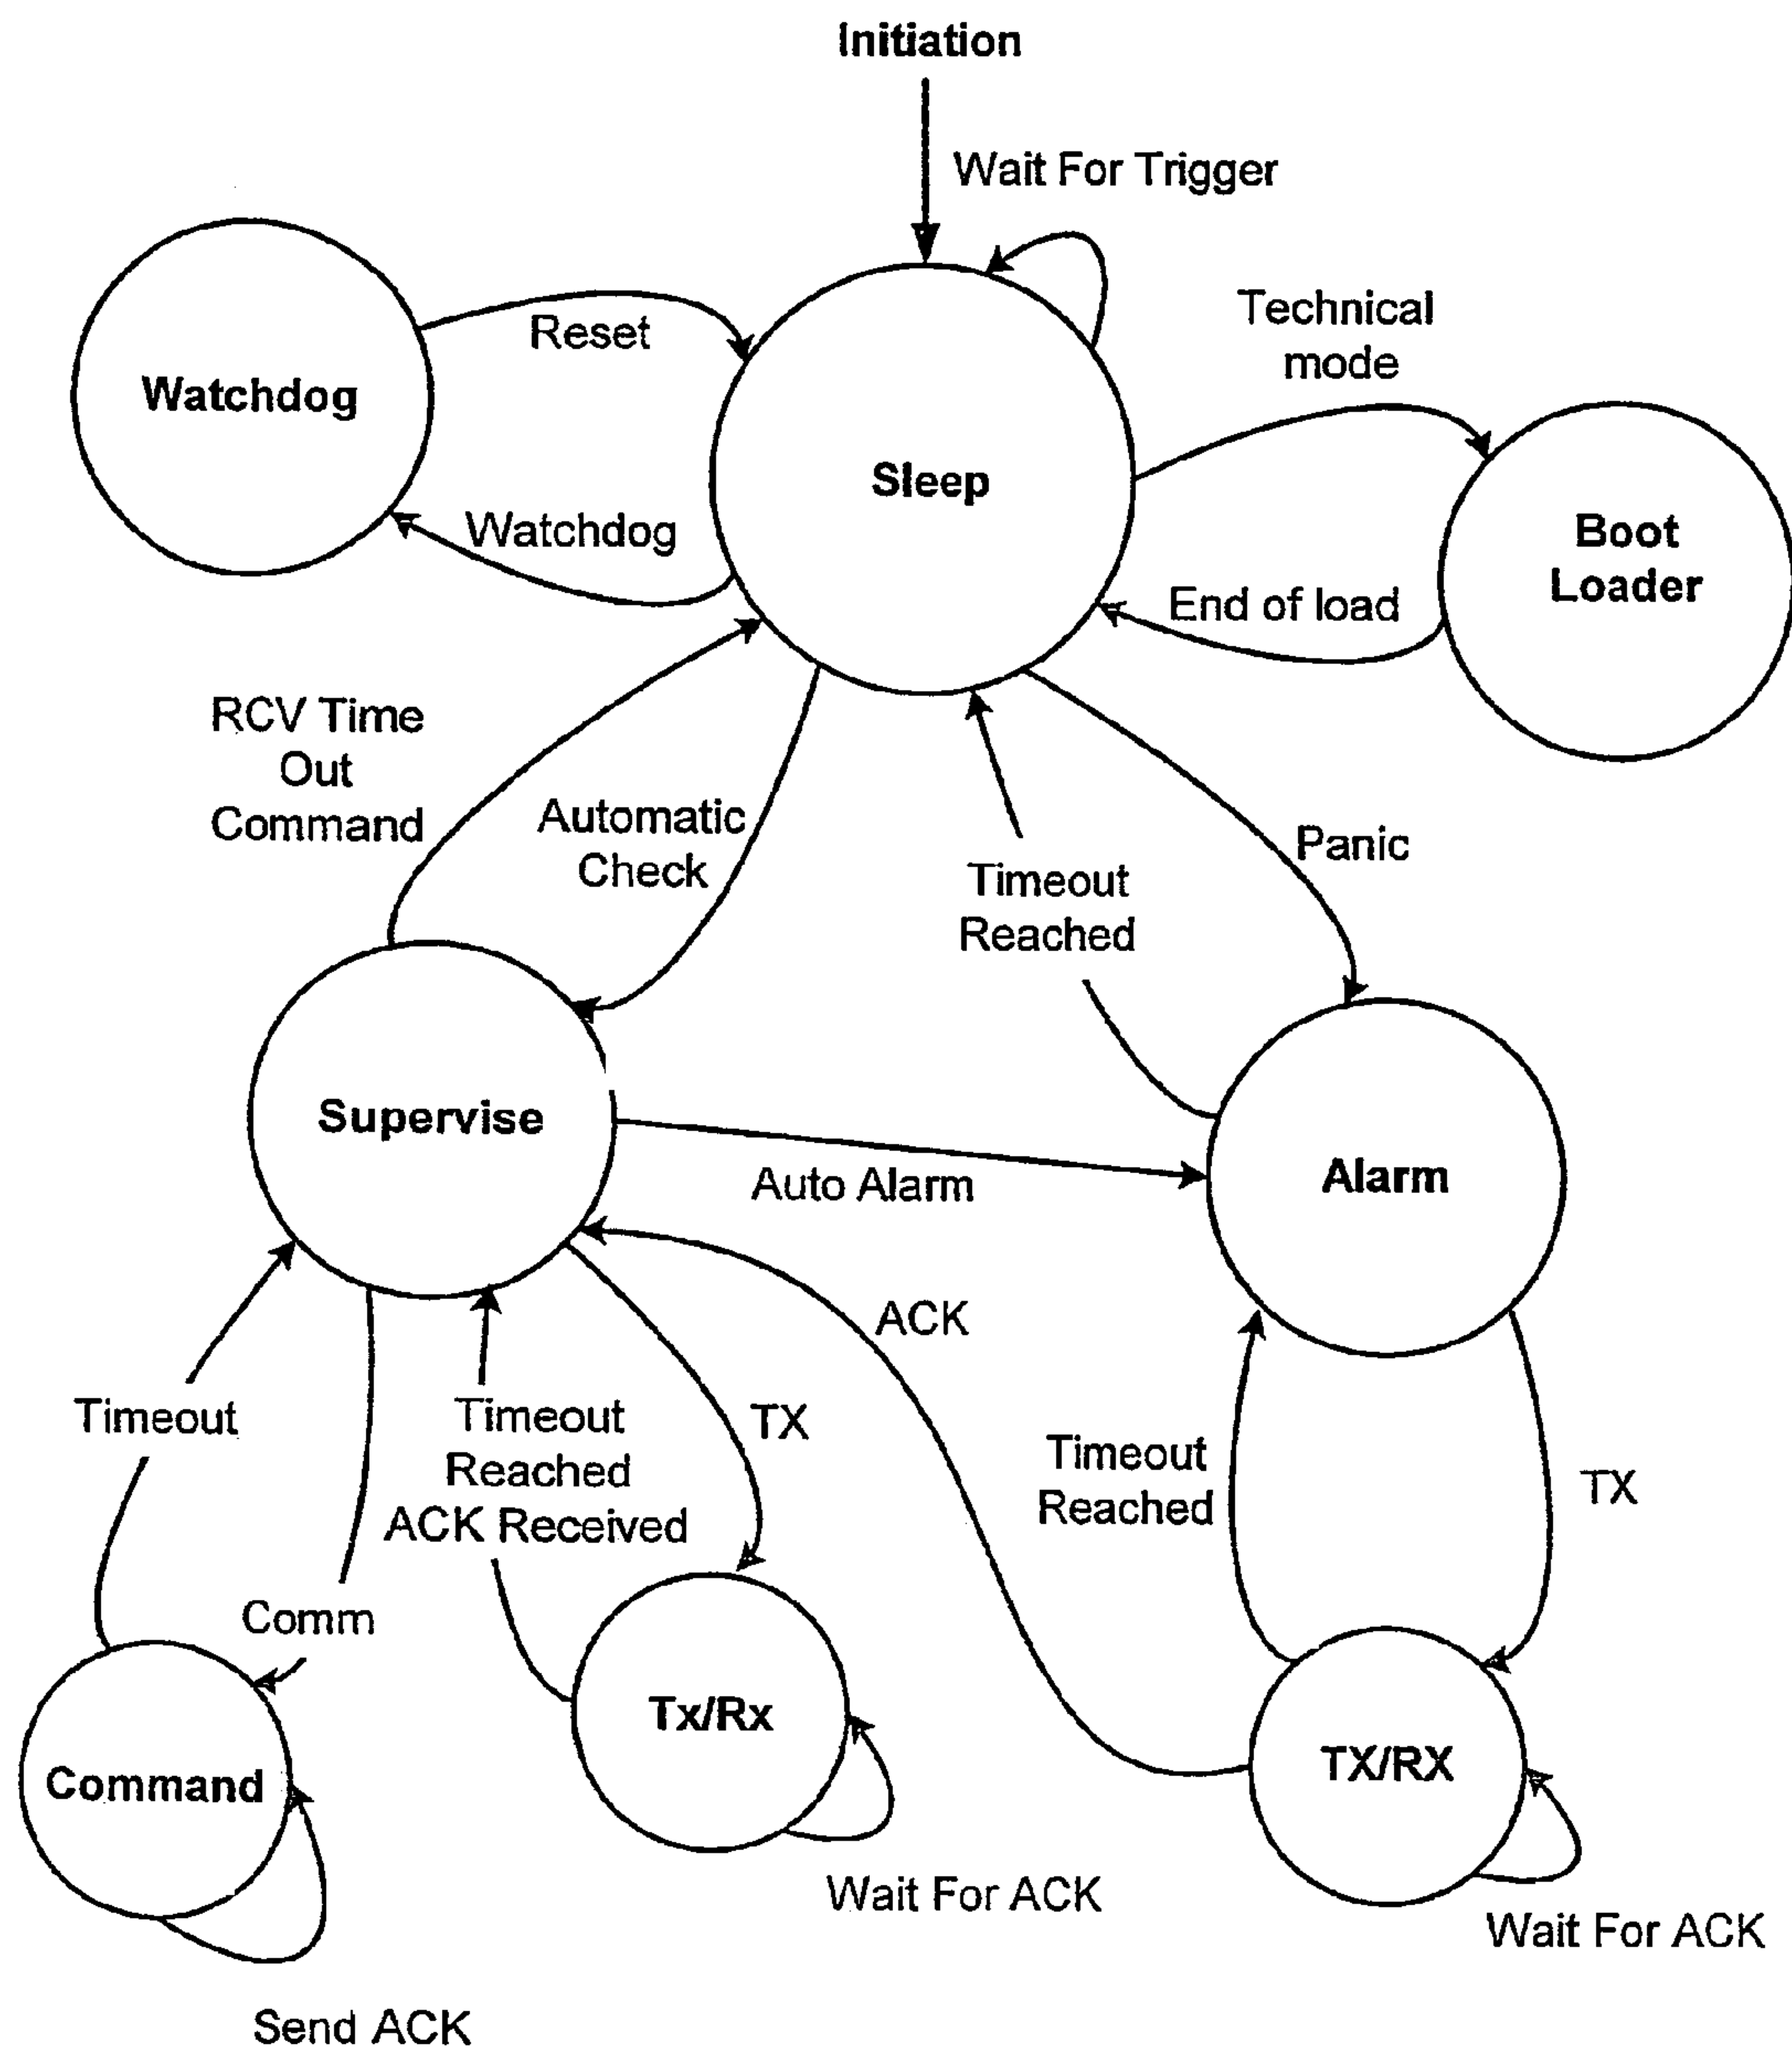 Initiation
Wait For Trigger
Technical
mode
Reset
Watchdog
Sleep
Watchdog
Boot
Loader
End of load
RCV Time
Out
Command
Automatic
Check
Panic
Timeout
Reached
Supervise
Auto Alarm
Alarm
ACK
Timeout
Timeout
Reached
ACK Received
TX
Timeout
Reached
TX
Comm
Tx/Rx
TX/RX
Command
Wait For ACK
Wait For ACK
Send ACK